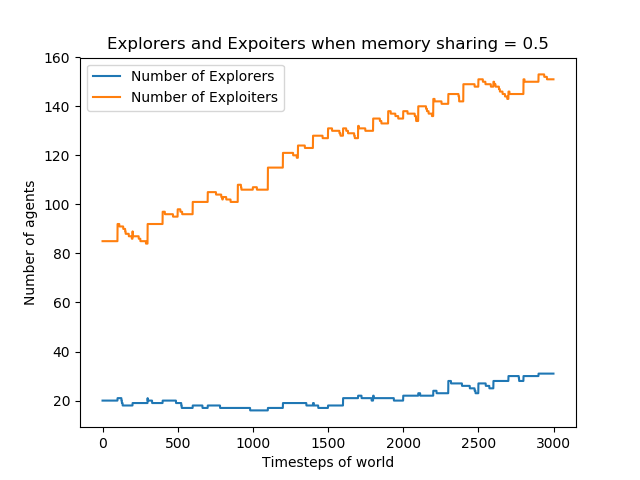 Explorers and Expoiters when memory sharing = 0.5
Number of Explorers
Number of Exploiters
Number of agents
160
140
120
100
80
60
40
20
0 500 1000 1500 2000 2500 3000
Timesteps of world